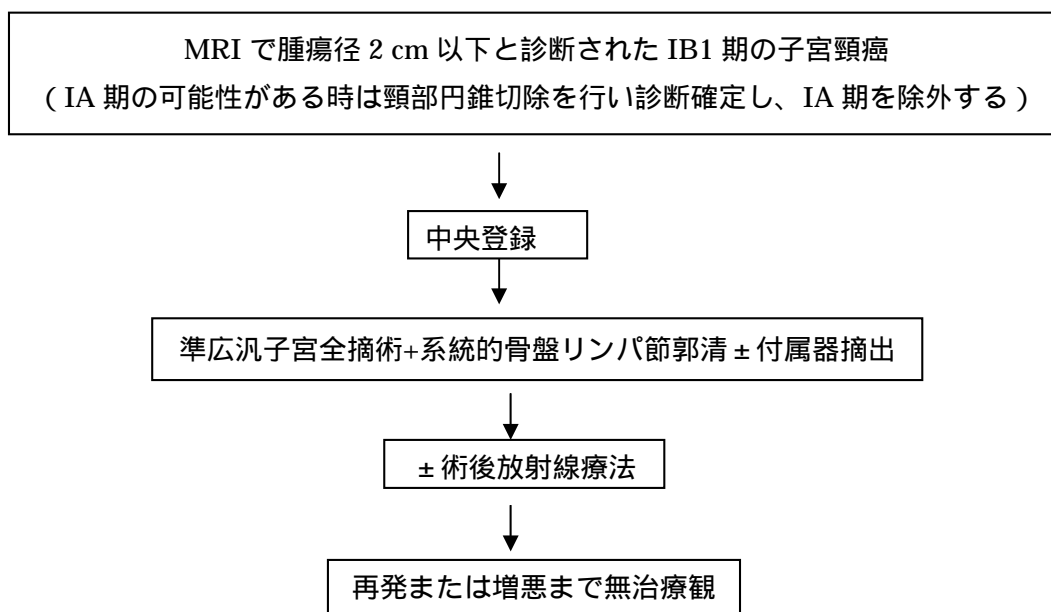 MRI で腫瘍径 2 cm 以下と診断された IB1 期の子宮頸癌
( IA 期の可能性がある時は頸部円錐切除を行い診断確定し、IA 期を除外する )
中央登録
準広汎子宮全摘術+系統的骨盤リンパ節郭清 ± 付属器摘出
± 術後放射線療法
再発または増悪まで無治療観